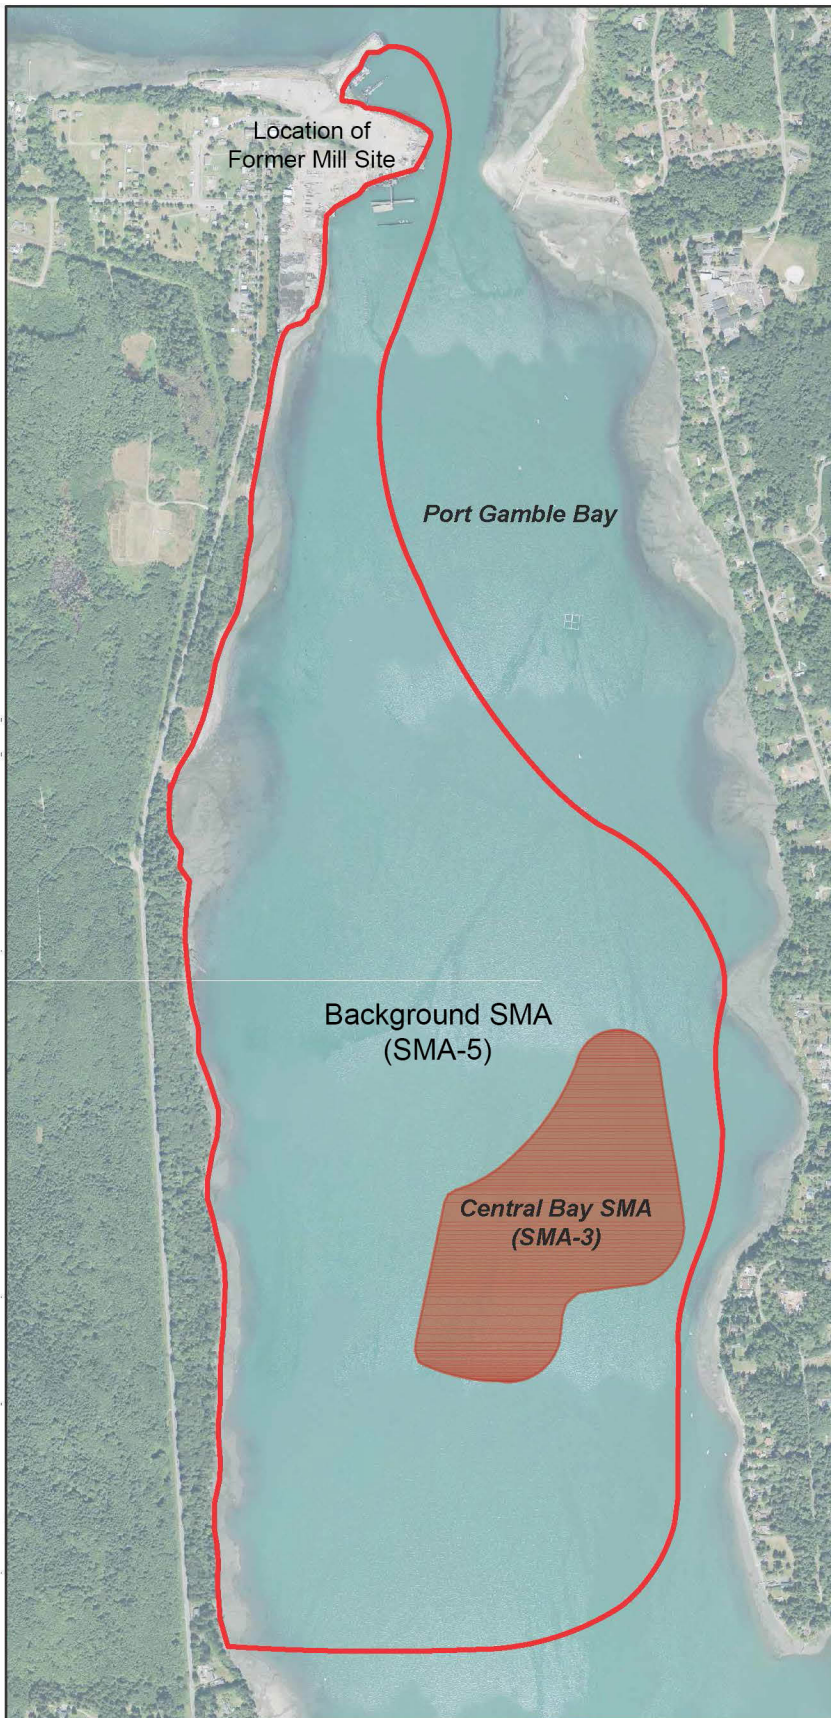 Location of
Former Mill Site
Port Gamble Bay
Background SMA
(SMA-5)
Central Bay SMA
(SMA-3)